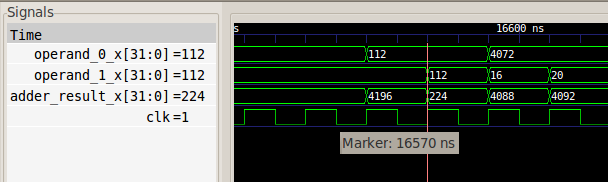 Signals
Time
s 16600 ns
operand_0_x[31:0]=112 112 4072
operand_1_x[31:0]=112 112 16 20
adder_result_x[31:0]=224 4196 224 4088 4092
clk=1
Marker: 16570 ns